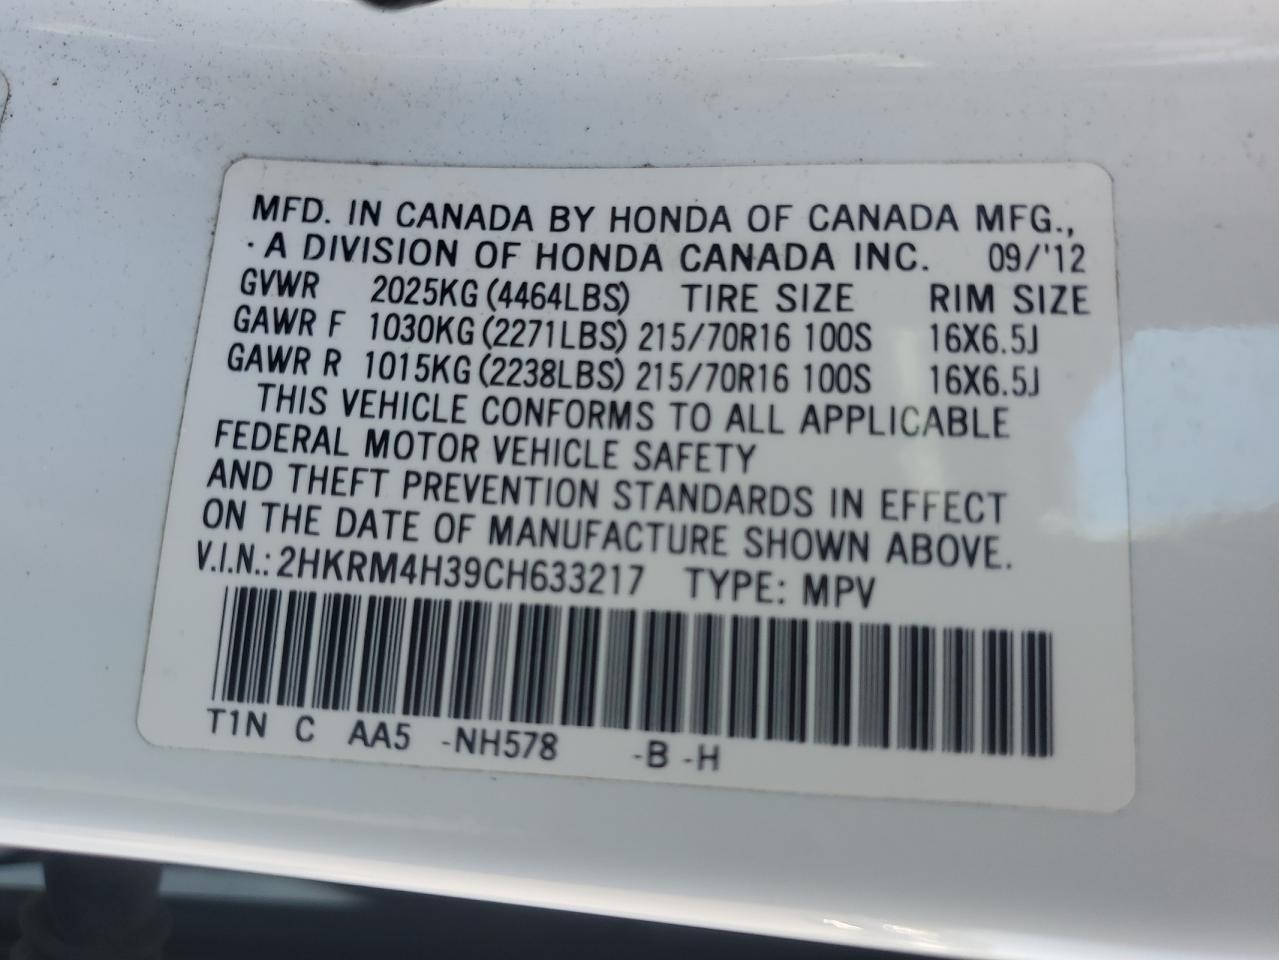 MFD. IN CANADA BY HONDA OF CANADA MFG.,
· A DIVISION OF HONDA CANADA INC. 09/'12
GVWR 2025KG (4464LBS) TIRE SIZE RIM SIZE
GAWR F 1030KG (2271LBS) 215/70R16 100S 16X6.5J
GAWR R 1015KG (2238LBS) 215/70R16 100S 16X6.5J
THIS VEHICLE CONFORMS TO ALL APPLICABLE
FEDERAL MOTOR VEHICLE SAFETY
AND THEFT PREVENTION STANDARDS IN EFFECT
ON THE DATE OF MANUFACTURE SHOWN ABOVE.
V.I.N.: 2HKRM4H39CH633217 TYPE: MPV
T1N C AA5 -NH578 -B -H